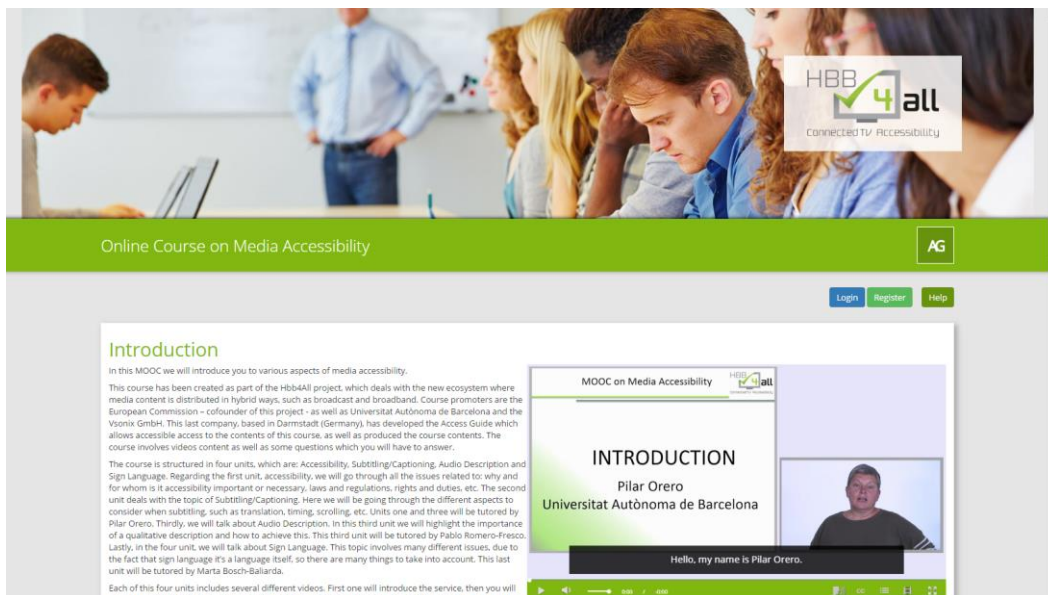 HBB
4 all
Connected TV Accessibility
Online Course on Media Accessibility
AG
Login Register Help
Introduction
In this MOOC we will introduce you to various aspects of media accessibility.
This course has been created as part of the Hbb4All project, which deals with the new ecosystem where
media content is distributed in hybrid ways, such as broadcast and broadband. Course promoters are the
European Commission – cofounder of this project - as well as Universitat Autònoma de Barcelona and the
Vsonix GmbH. This last company, based in Darmstadt (Germany), has developed the Access Guide which
allows accessible access to the contents of this course, as well as produced the course contents. The
course involves videos content as well as some questions which you will have to answer.
The course is structured in four units, which are: Accessibility, Subtitling/Captioning, Audio Description and
Sign Language. Regarding the first unit, accessibility, we will go through all the issues related to: why and
for whom is it accessibility important or necessary, laws and regulations, rights and duties, etc. The second
unit deals with the topic of Subtitling/Captioning. Here we will be going through the different aspects to
consider when subtitling, such as translation, timing, scrolling, etc. Units one and three will be tutored by
Pilar Orero. Thirdly, we will talk about Audio Description. In this third unit we will highlight the importance
of a qualitative description and how to achieve this. This third unit will be tutored by Pablo Romero-Fresco.
Lastly, in the four unit, we will talk about Sign Language. This topic involves many different issues, due to
the fact that sign language it's a language itself, so there are many things to take into account. This last
unit will be tutored by Marta Bosch-Baliarda.
Each of this four units includes several different videos. First one will introduce the service, then you will
MOOC on Media Accessibility
HBB 4 all
INTRODUCTION
Pilar Orero
Universitat Autònoma de Barcelona
Hello, my name is Pilar Orero.
0:00 / -0:00
CC